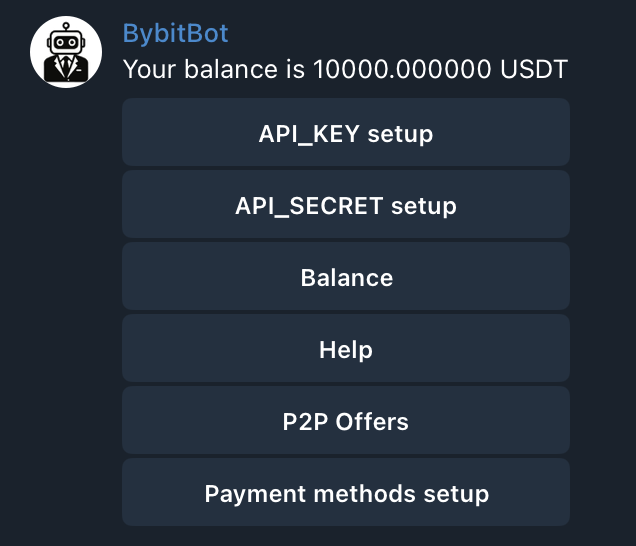 BybitBot
Your balance is 10000.000000 USDT
API_KEY setup
API_SECRET setup
Balance
Help
P2P Offers
Payment methods setup